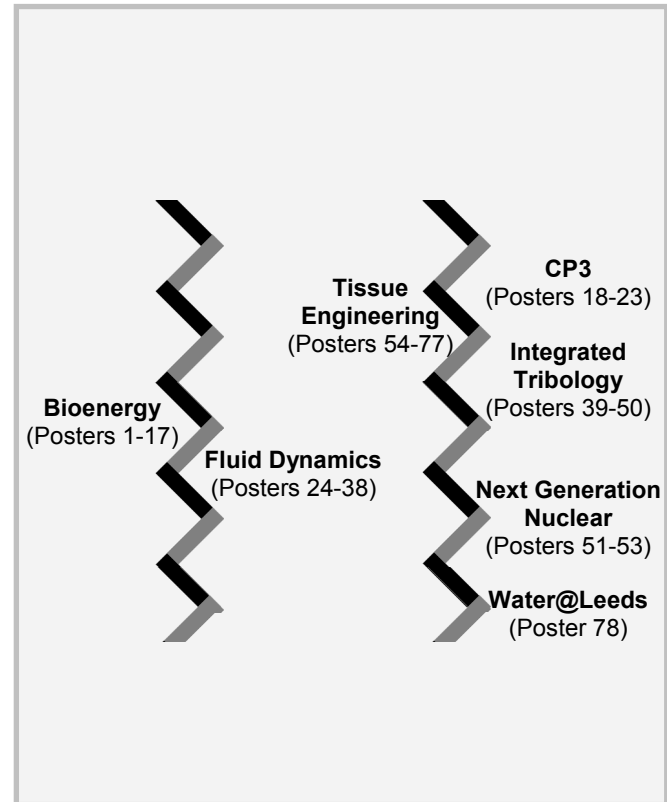 Bioenergy
(Posters 1-17)
Fluid Dynamics
(Posters 24-38)
Tissue
Engineering
(Posters 54-77)
CP3
(Posters 18-23)
Integrated
Tribology
(Posters 39-50)
Next Generation
Nuclear
(Posters 51-53)
Water@Leeds
(Poster 78)